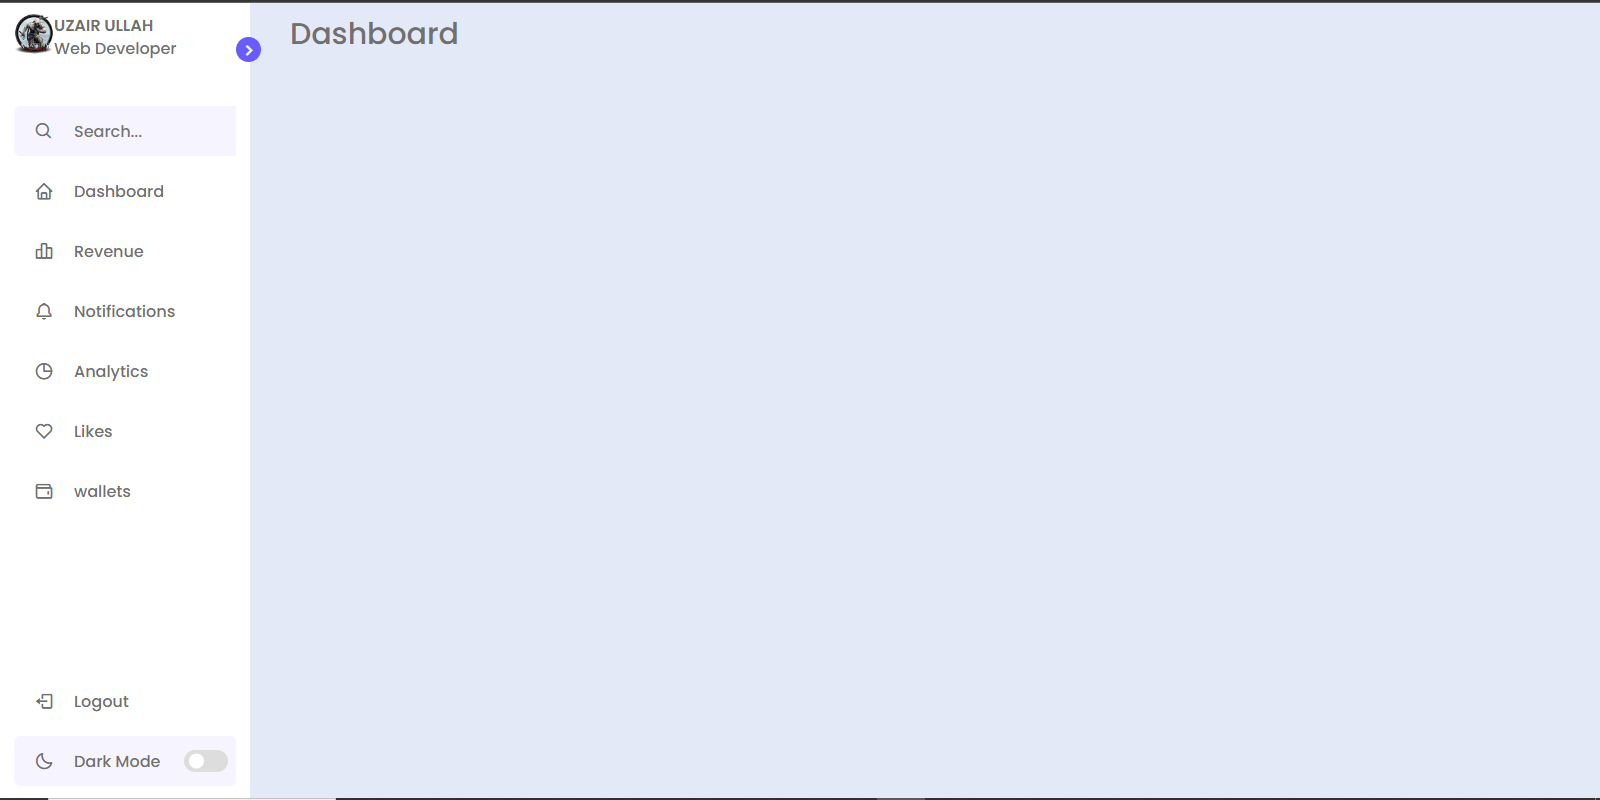 UZAIR ULLAH
Web Developer
Dashboard
Search...
Dashboard
Revenue
Notifications
Analytics
Likes
wallets
Logout
Dark Mode